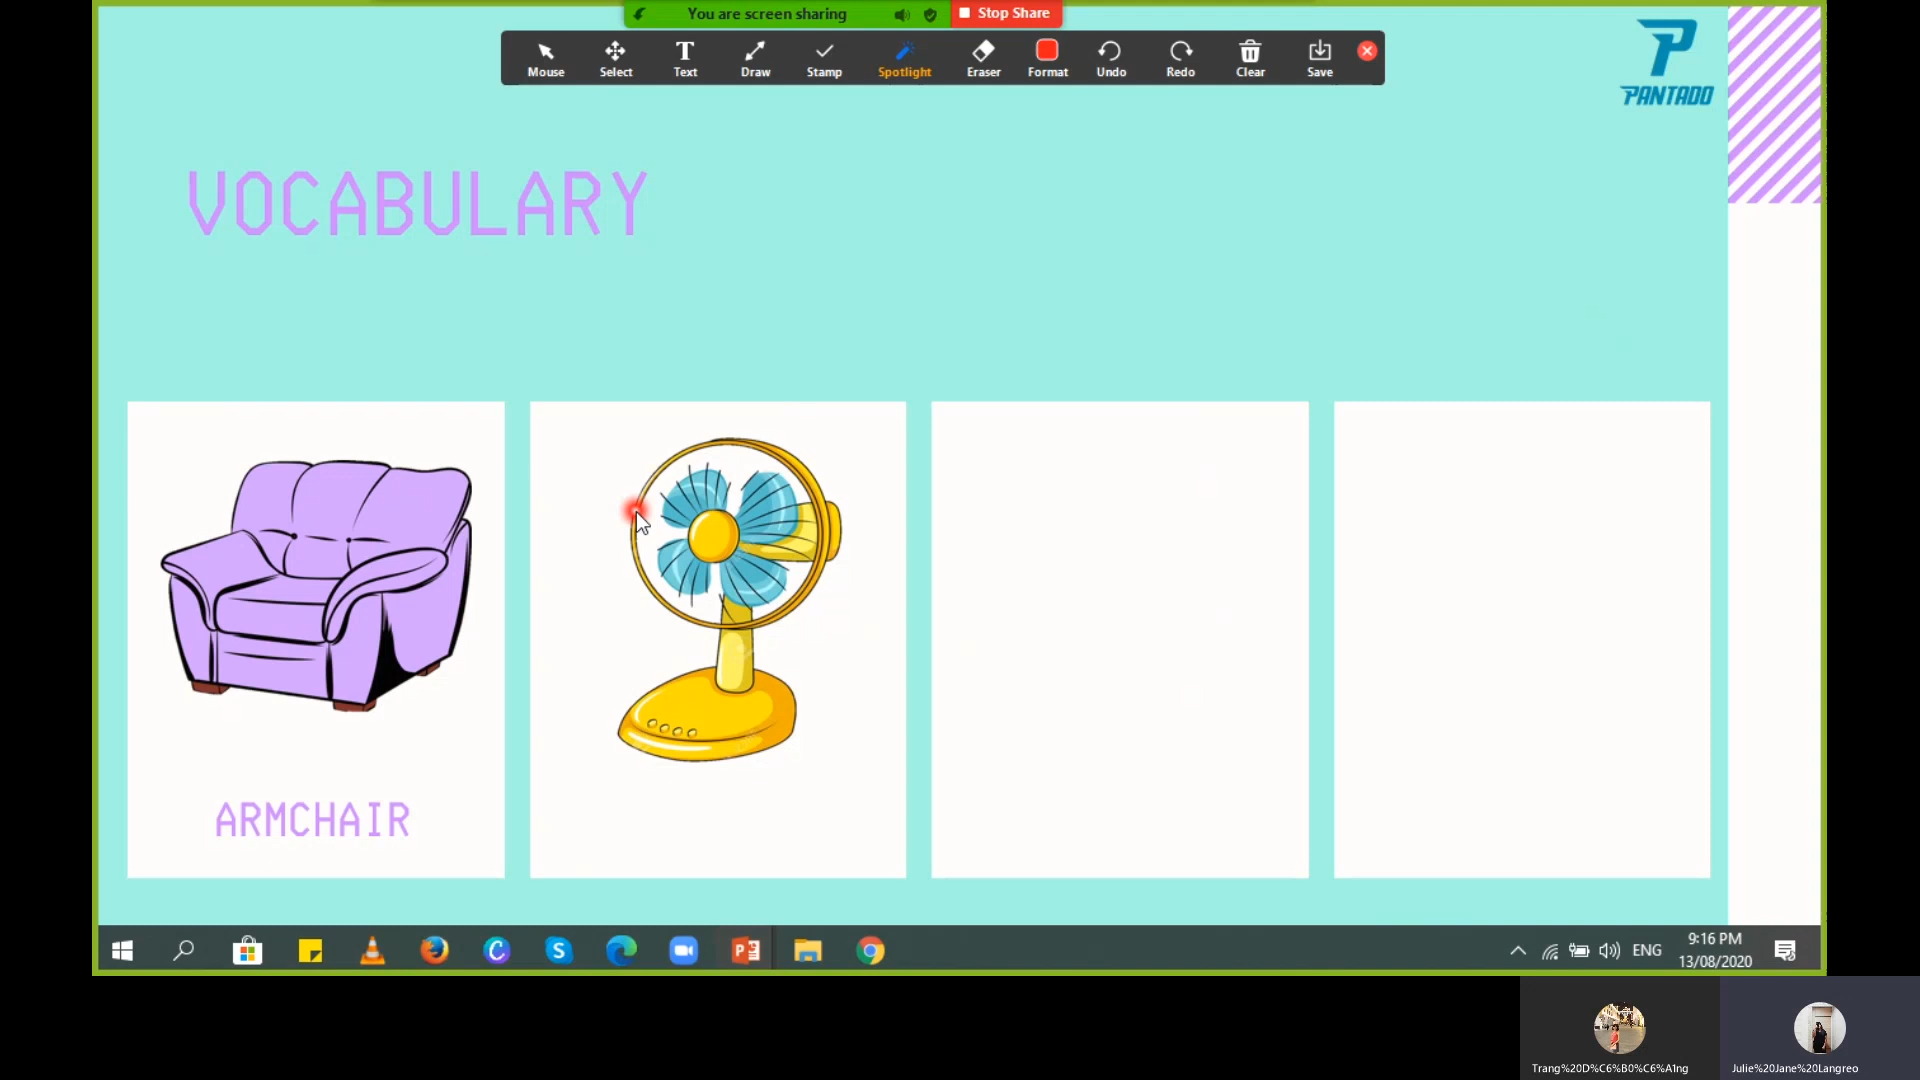 You are screen sharing
Stop Share
Mouse
Select
Text
Draw
Stamp
Spotlight
Eraser
Format
Undo
Redo
Clear
Save
PANTADO
VOCABULARY
ARMCHAIR
ENG
9:16 PM
13/08/2020
Trang%20D%C6%B0%C6%A1ng
Julie%20Jane%20Langreo